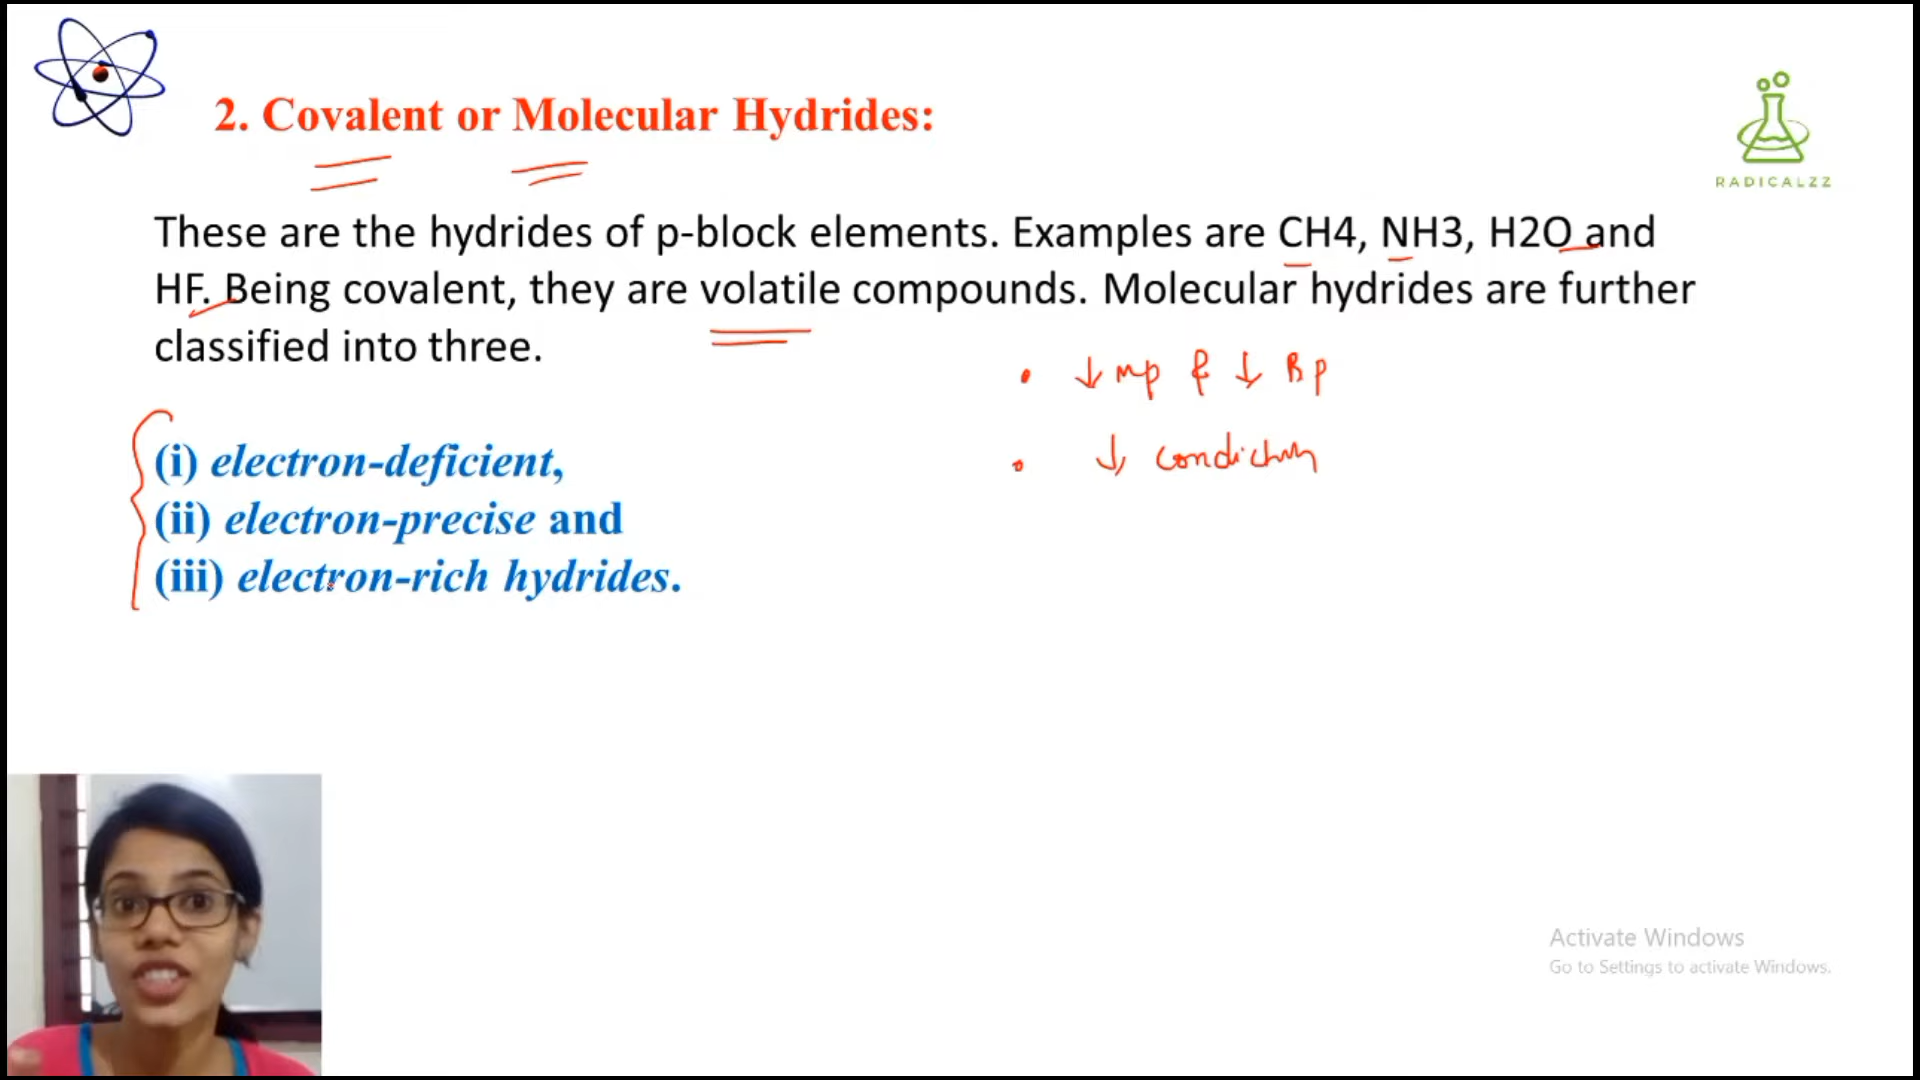 2. Covalent or Molecular Hydrides:
RADICALZZ
These are the hydrides of p-block elements. Examples are CH4, NH3, H2O and
HF. Being covalent, they are volatile compounds. Molecular hydrides are further
classified into three.
• ↓ mp & ↓ Bp
• ↓
(i) electron-deficient,
(ii) electron-precise and
(iii) electron-rich hydrides.
Activate Windows
Go to Settings to activate Windows.